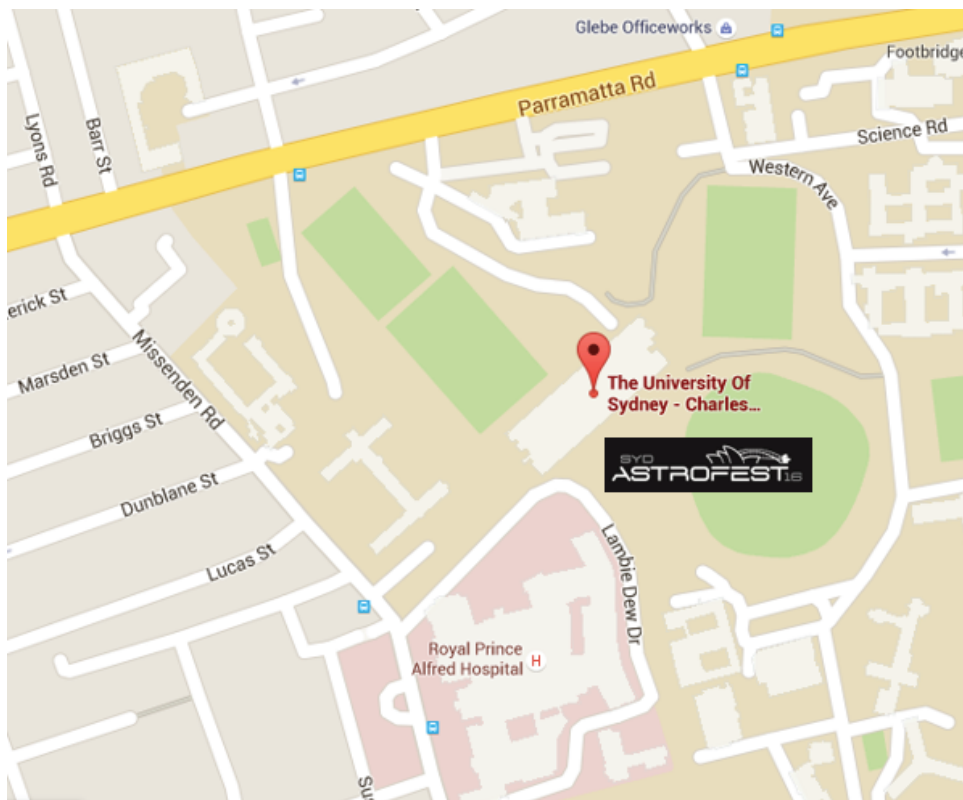 Glebe Officeworks
Footbridge
Parramatta Rd
Science Rd
Lyons Rd
Barr St
Western Ave
erick St
Missenden Rd
Marsden St
The University Of
Sydney - Charles...
Briggs St
SYD
ASTROFEST16
Dunblane St
Lucas St
Lambie Dew Dr
Royal Prince
Alfred Hospital
H
Sus